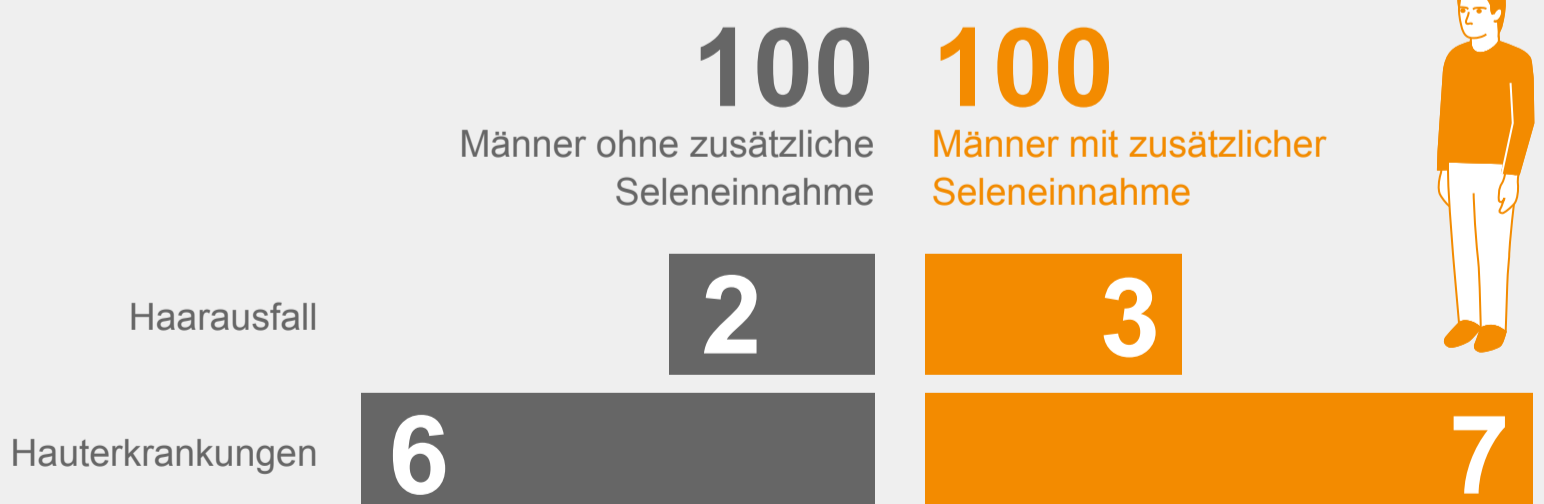 100 100
Männer ohne zusätzliche Männer mit zusätzlicher
Seleneinnahme Seleneinnahme
Haarausfall 2 3
Hauterkrankungen 6 7